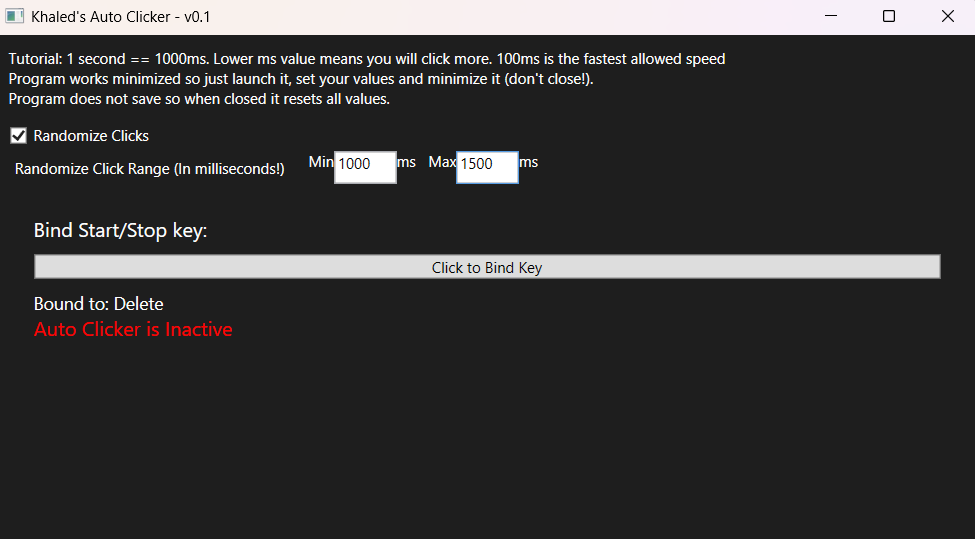 Khaled's Auto Clicker - v0.1
Tutorial: 1 second == 1000ms. Lower ms value means you will click more. 100ms is the fastest allowed speed
Program works minimized so just launch it, set your values and minimize it (don't close!).
Program does not save so when closed it resets all values.
Randomize Clicks
Randomize Click Range (In milliseconds!) Min 1000 ms Max 1500 ms
Bind Start/Stop key:
Click to Bind Key
Bound to: Delete
Auto Clicker is Inactive